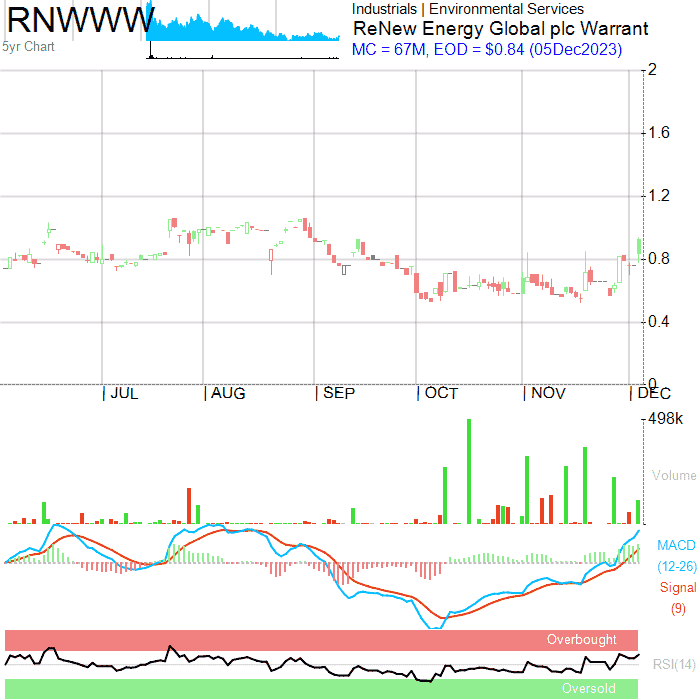 RNWWW
5yr Chart
Industrials | Environmental Services
ReNew Energy Global plc Warrant
MC = 67M, EOD = $0.84 (05Dec2023)
2
1.6
1.2
0.8
0.4
0
| JUL | AUG | SEP | OCT | NOV | DEC
498k
Volume
MACD
(12-26)
Signal
(9)
Overbought
RSI(14)
Oversold